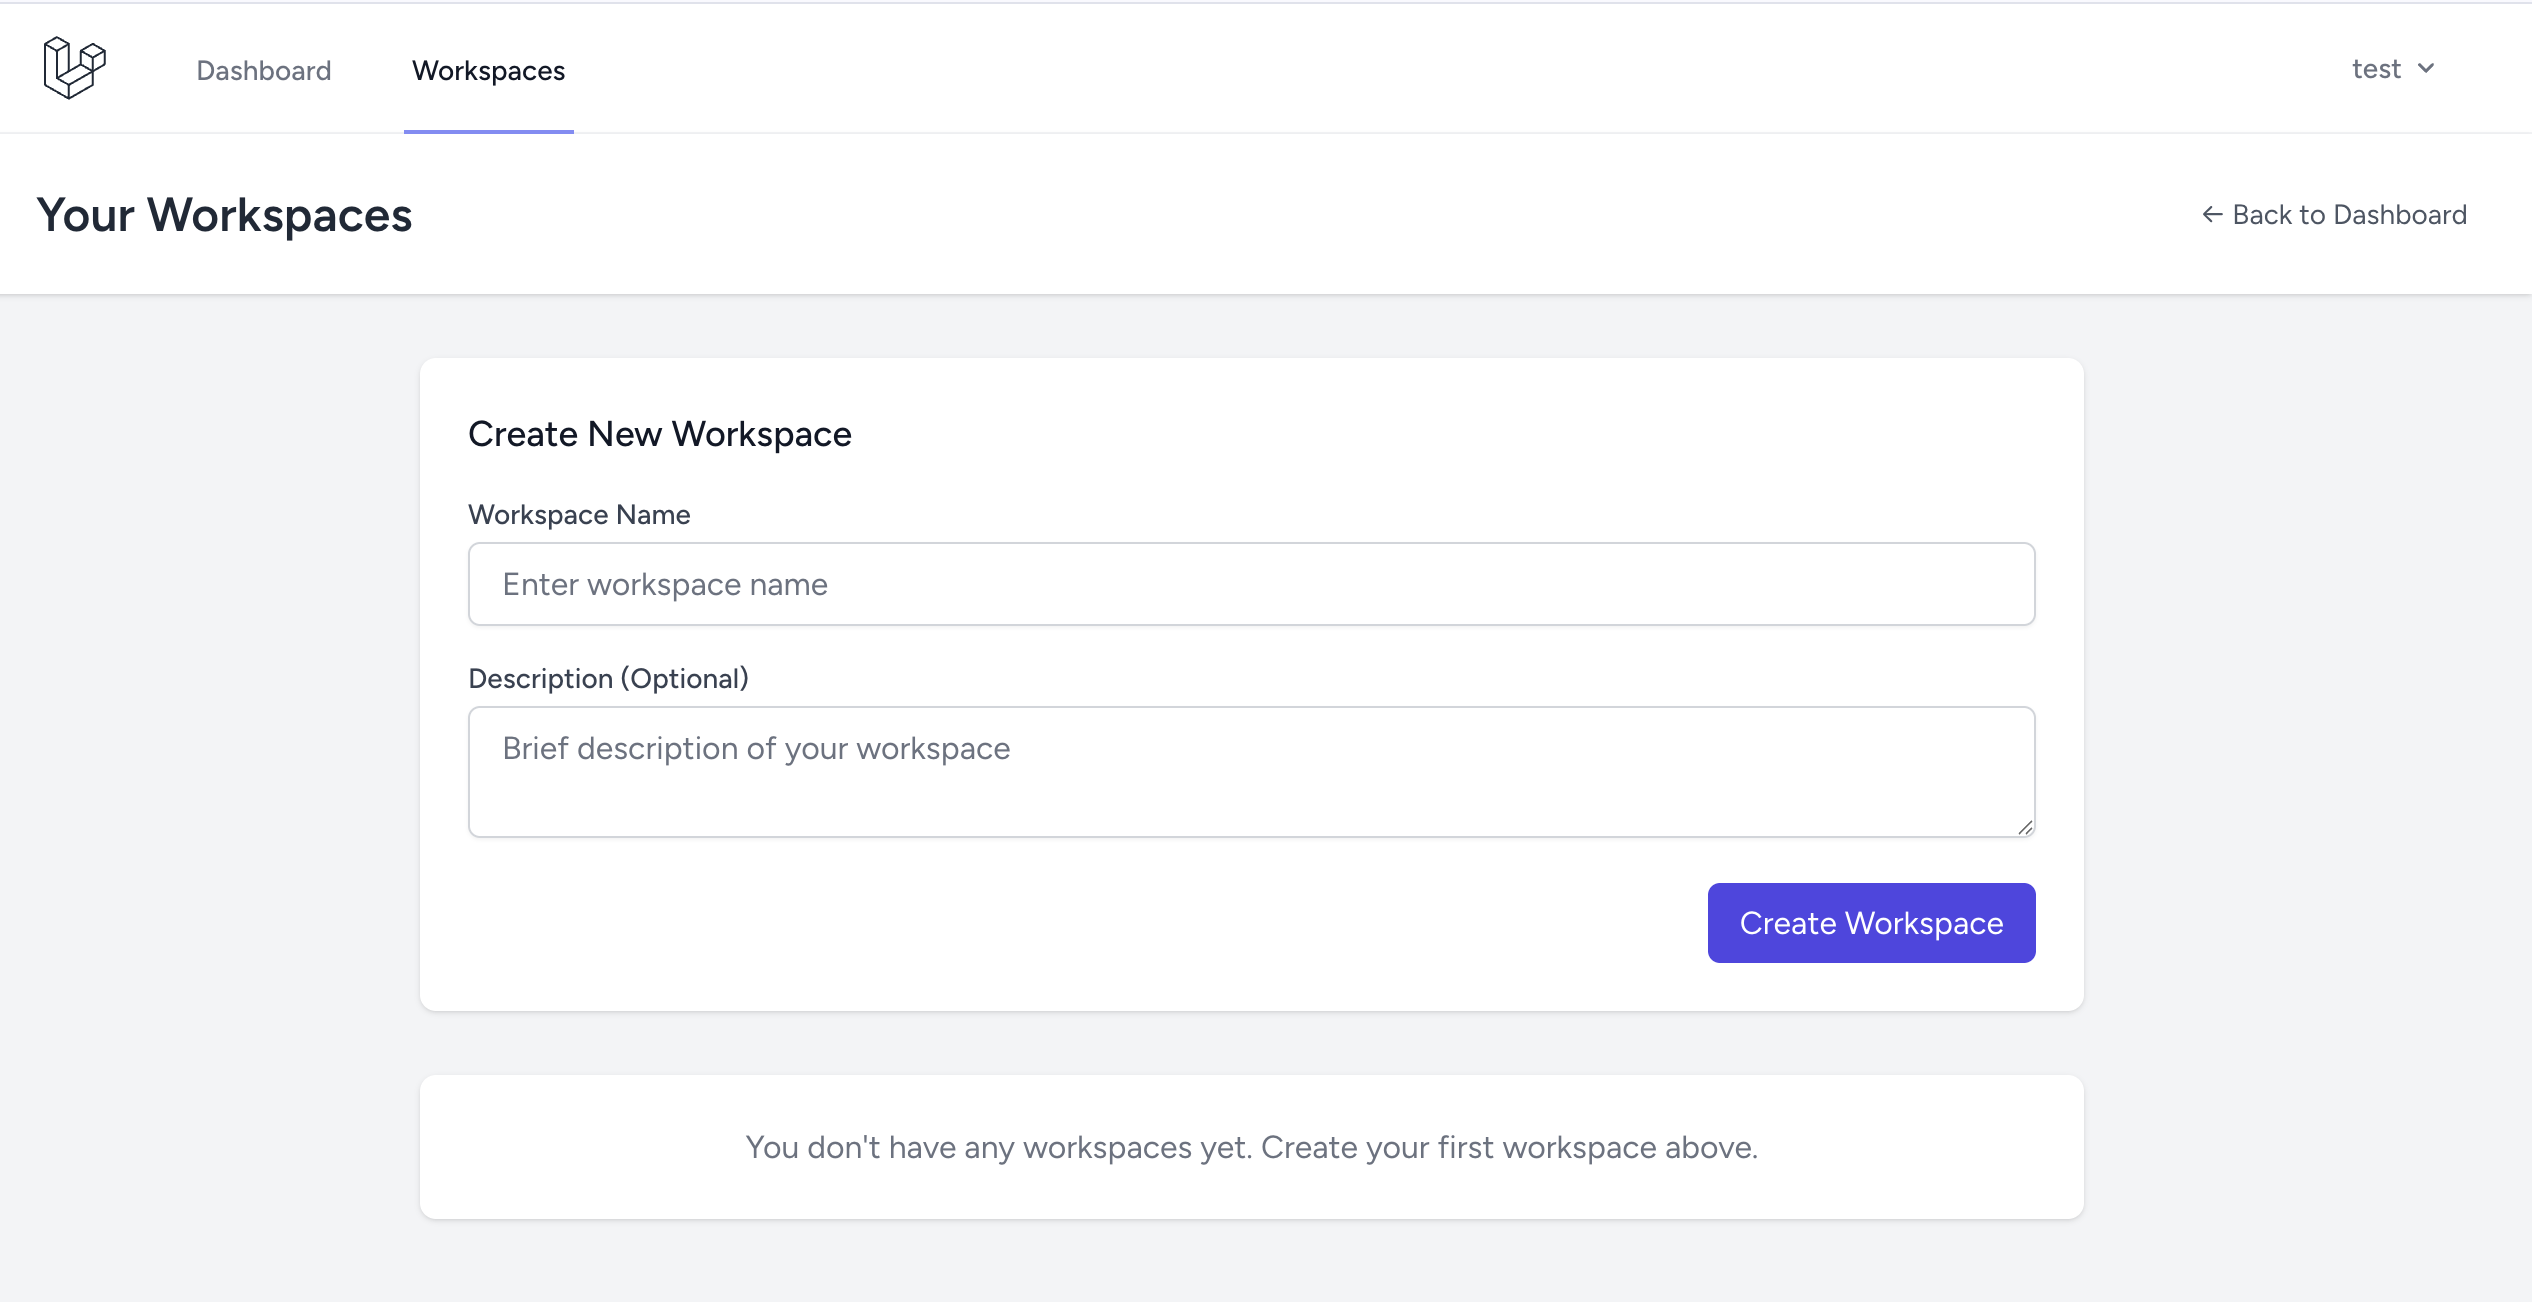 Dashboard
Workspaces
test
Your Workspaces
← Back to Dashboard
Create New Workspace
Workspace Name
Enter workspace name
Description (Optional)
Brief description of your workspace
Create Workspace
You don't have any workspaces yet. Create your first workspace above.